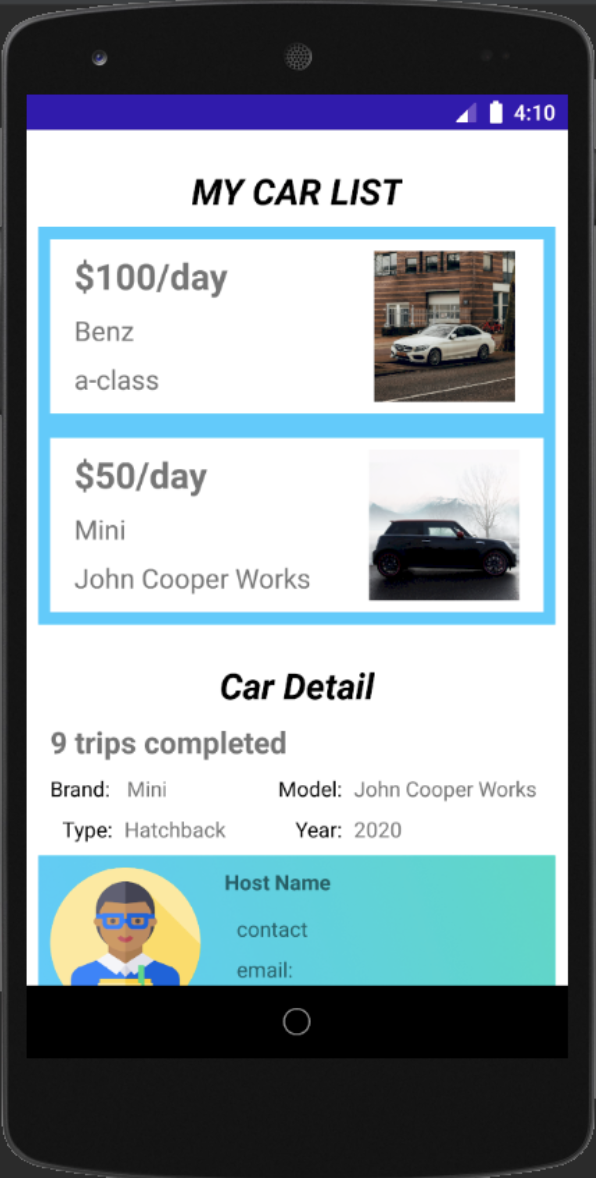 4:10
MY CAR LIST
$100/day
Benz
a-class
$50/day
Mini
John Cooper Works
Car Detail
9 trips completed
Brand: Mini Model: John Cooper Works
Type: Hatchback Year: 2020
Host Name
contact
email: